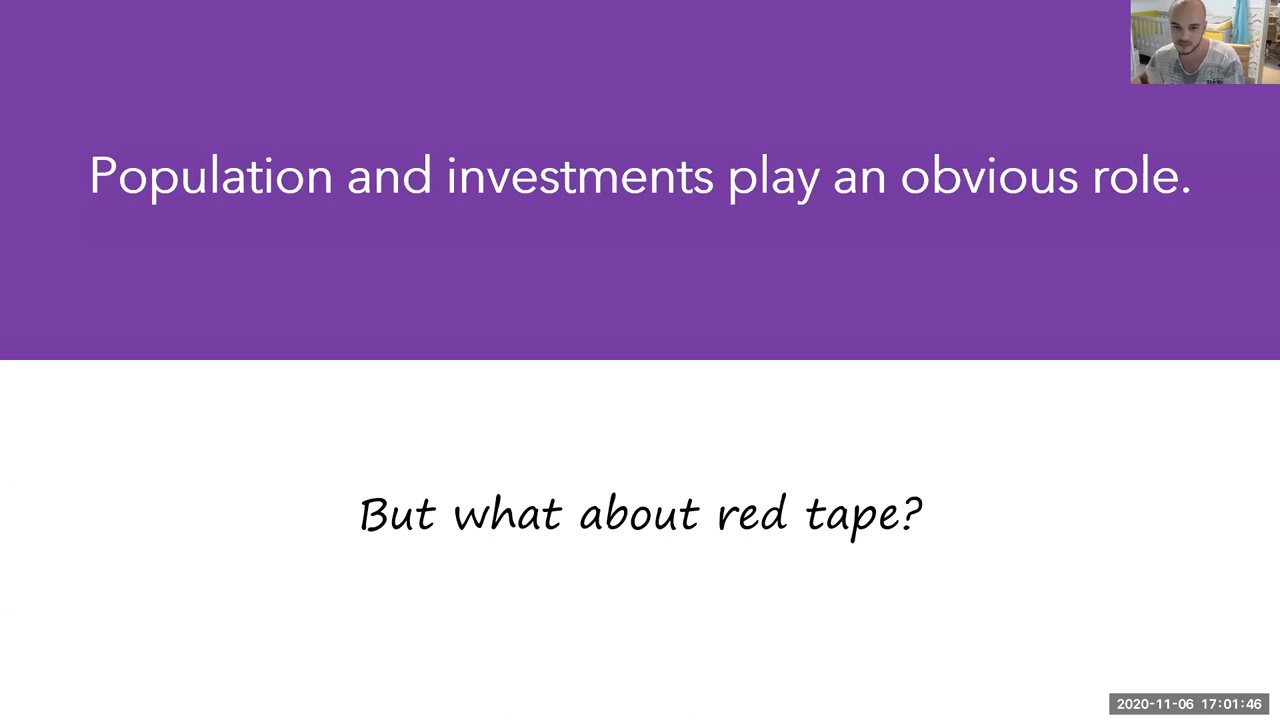 Population and investments play an obvious role.
But what about red tape?
2020-11-06 17:01:46